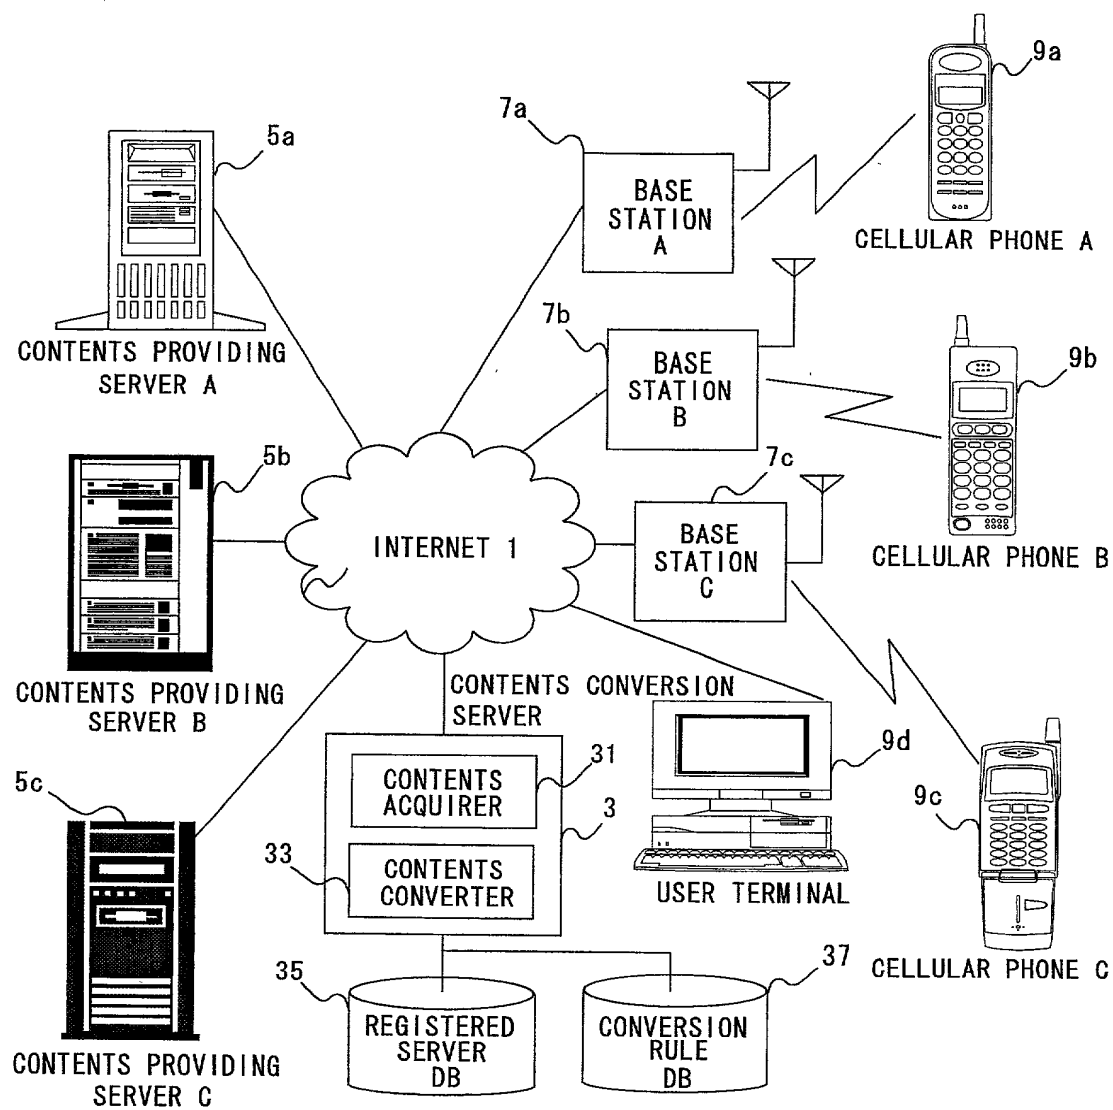 9a
7a
5a
BASE
STATION
A
CELLULAR PHONE A
7b
CONTENTS PROVIDING
SERVER A
BASE
STATION
B
9b
5b
7c
INTERNET 1
BASE
STATION
C
CELLULAR PHONE B
CONTENTS PROVIDING
SERVER B
CONTENTS CONVERSION
SERVER
5c
31
9d
CONTENTS
ACQUIRER
3
9c
33
CONTENTS
CONVERTER
USER TERMINAL
35
37
CELLULAR PHONE C
REGISTERED
SERVER
DB
CONVERSION
RULE
DB
CONTENTS PROVIDING
SERVER C